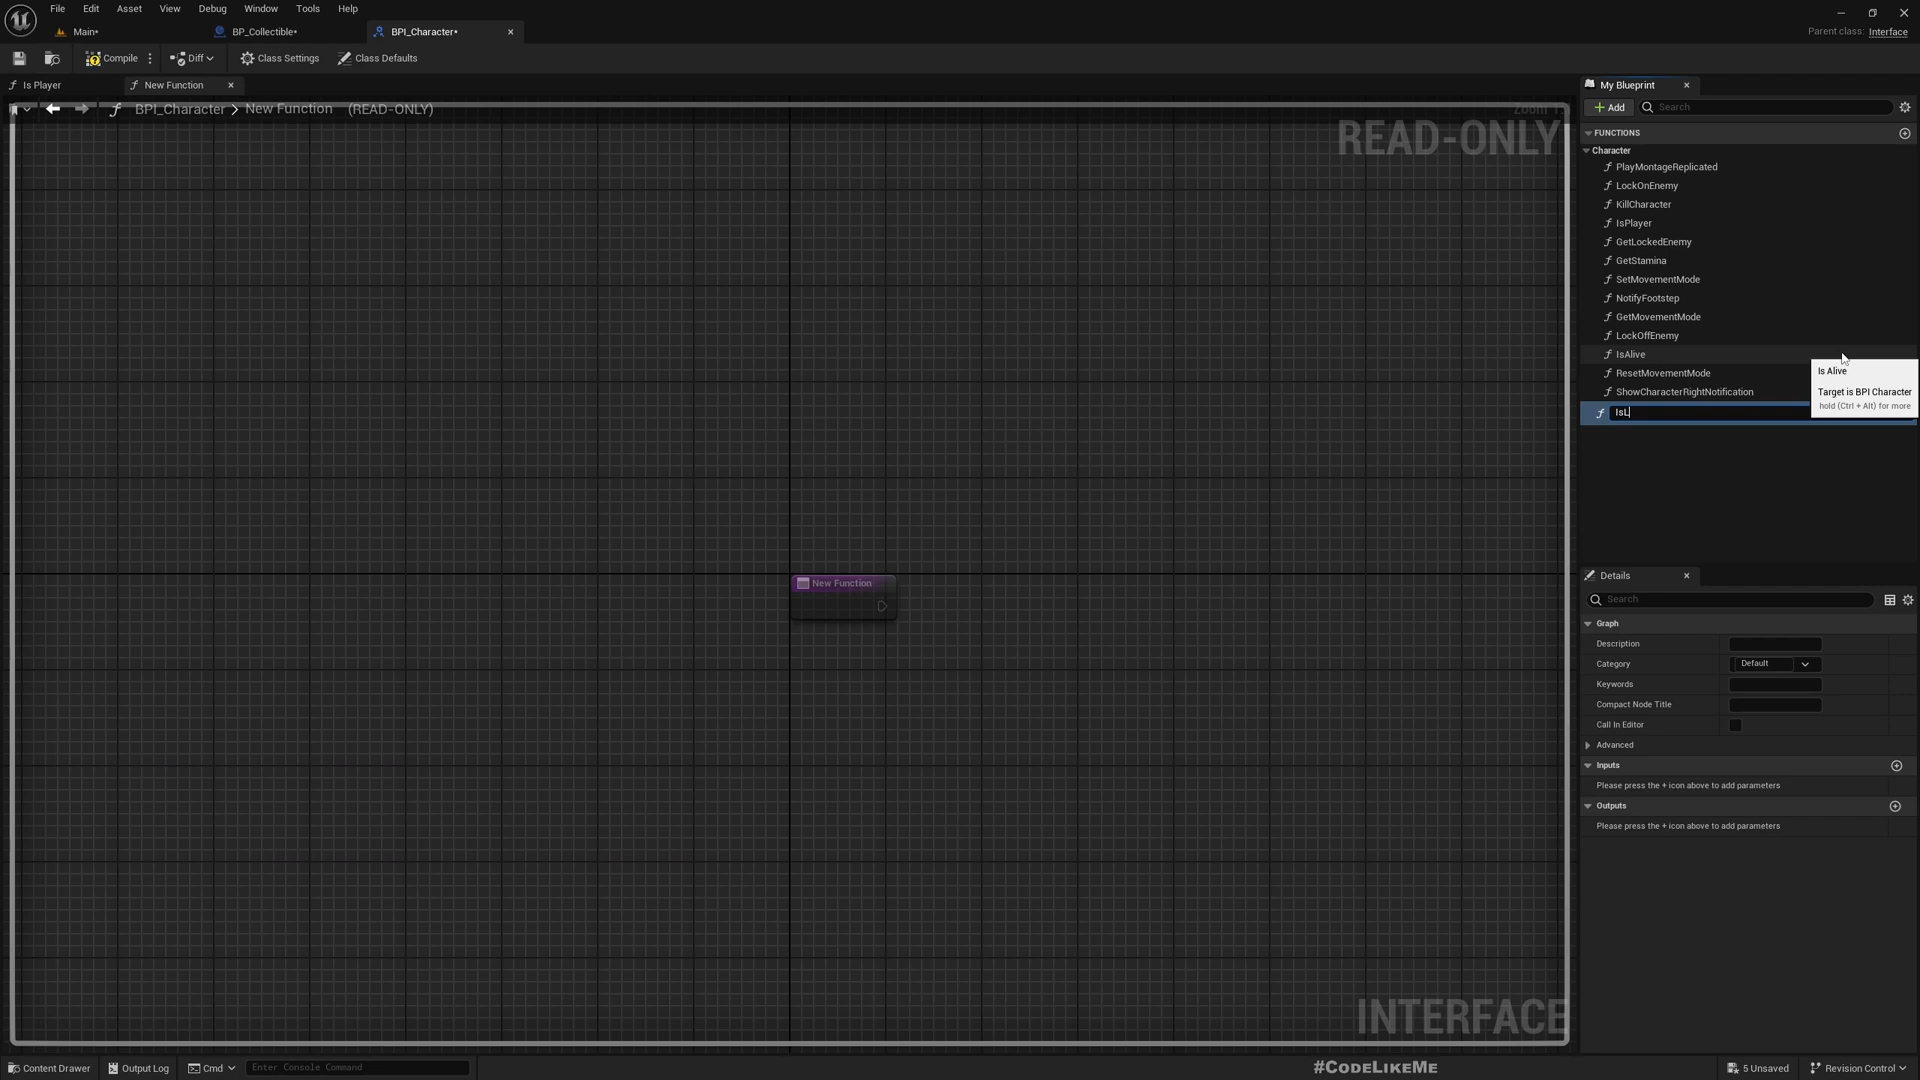 File Edit Asset View Debug Window Tools Help
Main•
BP_Collectible•
BPI_Character•
Parent class: Interface
Compile
Diff
Class Settings
Class Defaults
Is Player
New Function
BPI_Character > New Function (READ-ONLY)
READ-ONLY
New Function
INTERFACE
My Blueprint
Add
Search
FUNCTIONS
Character
PlayMontageReplicated
LockOnEnemy
KillCharacter
IsPlayer
GetLockedEnemy
GetStamina
SetMovementMode
NotifyFootstep
GetMovementMode
LockOffEnemy
IsAlive
ResetMovementMode
ShowCharacterRightNotification
IsL
Is Alive
Target is BPI Character
hold (Ctrl + Alt) for more
Details
Search
Graph
Description
Category
Default
Keywords
Compact Node Title
Call In Editor
Advanced
Inputs
Please press the + icon above to add parameters
Outputs
Please press the + icon above to add parameters
Content Drawer
Output Log
Cmd
Enter Console Command
#CodeLikeMe
5 Unsaved
Revision Control